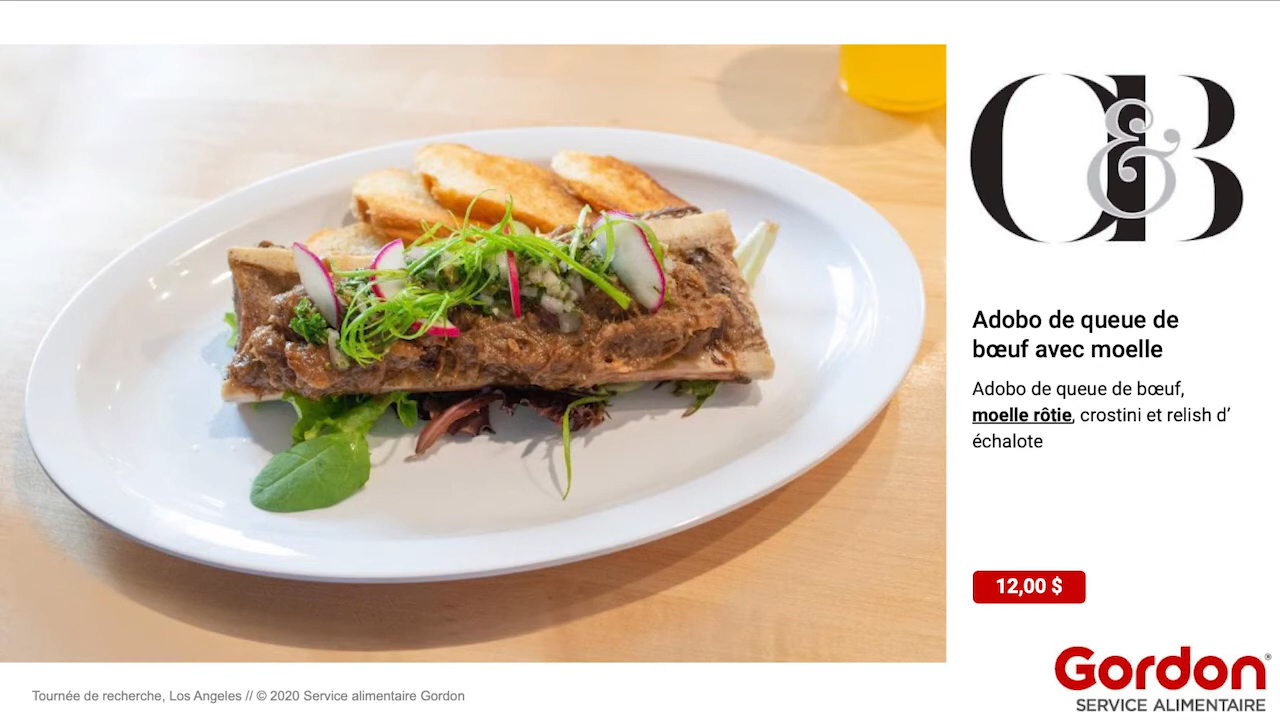 O&B
Adobo de queue de
bœuf avec moelle
Adobo de queue de bœuf,
moelle rôtie, crostini et relish d’
échalote
12,00 $
Gordon®
SERVICE ALIMENTAIRE
Tournée de recherche, Los Angeles // © 2020 Service alimentaire Gordon